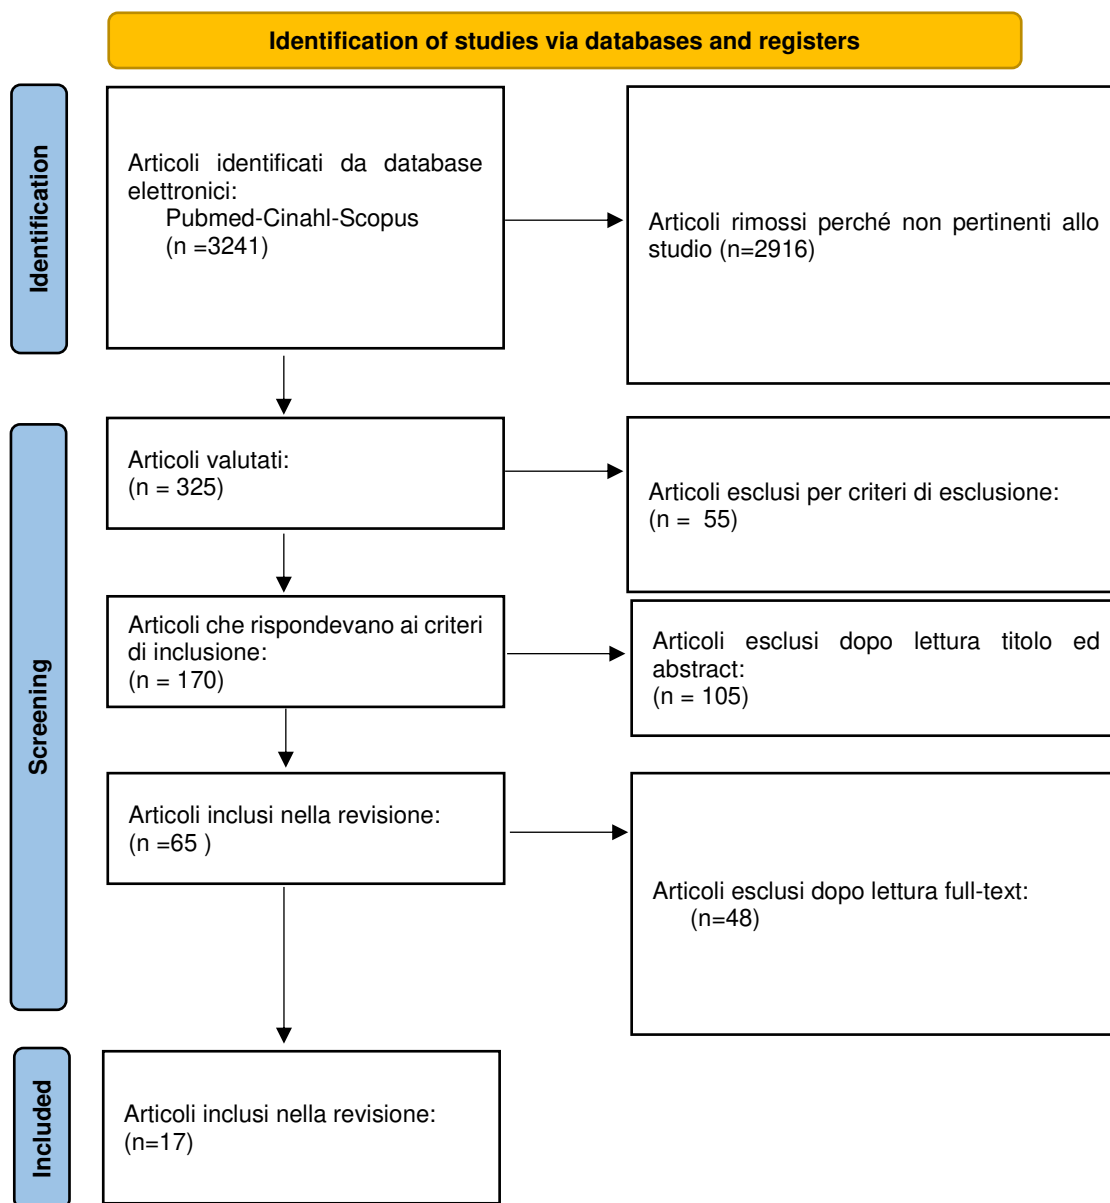 Identification of studies via databases and registers
Identification
Articoli identificati da database
elettronici:
Pubmed-Cinahl-Scopus
(n =3241)
Articoli rimossi perché non pertinenti allo
studio (n=2916)
Screening
Articoli valutati:
(n = 325)
Articoli esclusi per criteri di esclusione:
(n =  55)
Articoli che rispondevano ai criteri
di inclusione:
(n = 170)
Articoli esclusi dopo lettura titolo ed
abstract:
(n = 105)
Articoli inclusi nella revisione:
(n =65 )
Articoli esclusi dopo lettura full-text:
(n=48)
Included
Articoli inclusi nella revisione:
(n=17)